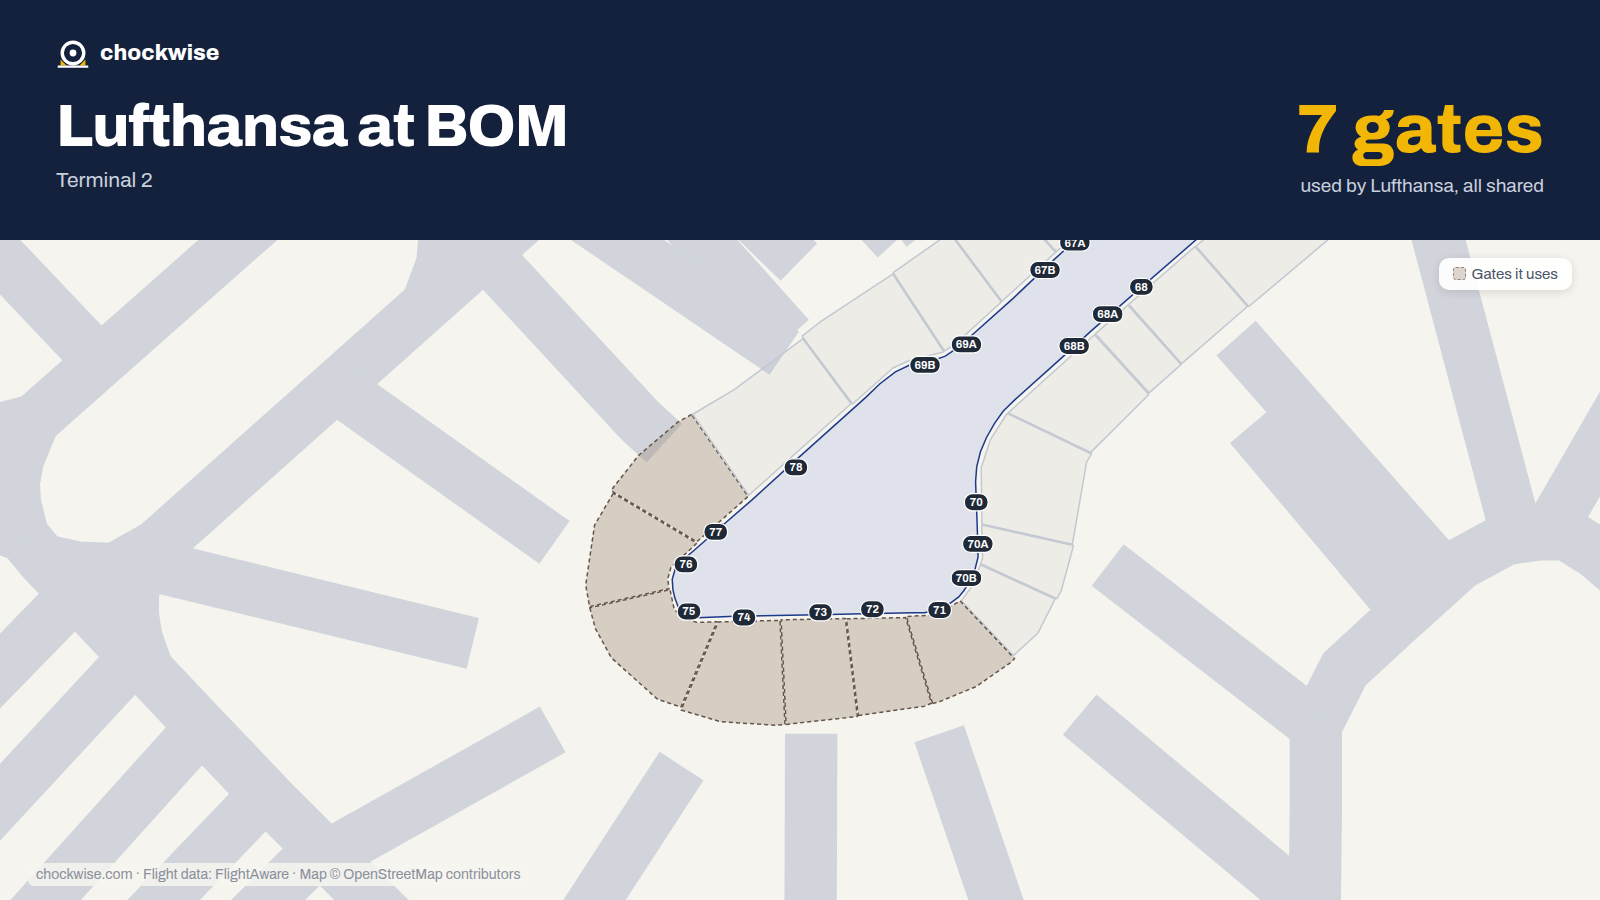 chockwise
Lufthansa at BOM
Terminal 2
7 gates
used by Lufthansa, all shared
Gates it uses
67A
67B
68
68A
69A
68B
69B
78
70
77
70A
76
70B
75
74
73
72
71
chockwise.com · Flight data: FlightAware · Map © OpenStreetMap contributors